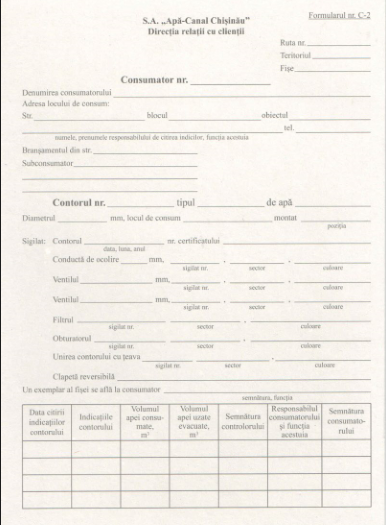 S.A. „Apă-Canal Chişinău” Formularul nr. C-2
Direcţia relaţii cu clienţii
Ruta nr.
Teritoriul
Fişe
Consumator nr.
Denumirea consumatorului
Adresa locului de consum:
Str. blocul obiectul
tel.
numele, prenumele responsabilului de citirea indicilor, funcţia acestuia
Branşamentul din str.
Subconsumator
Contorul nr. tipul de apă
Diametrul mm, locul de consum montat
poziţia
Sigilat: Contorul nr. certificatului
data, luna, anul
Conductă de ocolire mm, , ,
sigilat nr. sector culoare
Ventilul mm, , ,
sigilat nr. sector culoare
Ventilul mm, , ,
sigilat nr. sector culoare
Filtrul , ,
sigilat nr. sector culoare
Obturatorul , ,
sigilat nr. sector culoare
Unirea contorului cu ţeava , ,
sigilat nr. sector culoare
Clapetă reversibilă
Un exemplar al fişei se află la consumator
semnătura, funcţia
Data citirii indicaţiilor contorului
Indicaţiile contorului
Volumul apei consumate, m³
Volumul apei uzate evacuate, m³
Semnătura controlorului
Responsabilul consumatorului şi funcţia acestuia
Semnătura consumatorului